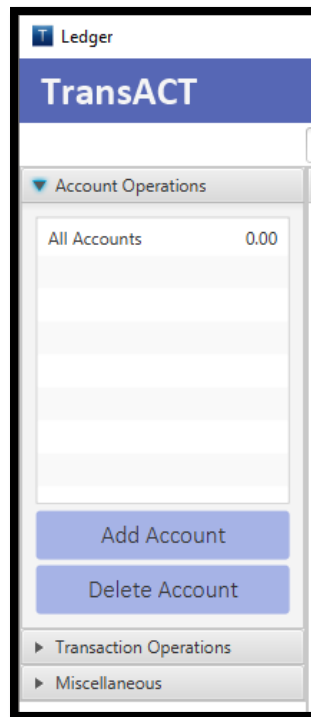 T Ledger
TransACT
Account Operations
All Accounts 0.00
Add Account
Delete Account
Transaction Operations
Miscellaneous